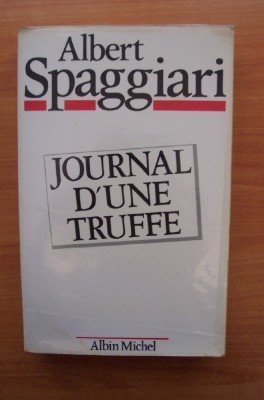 Albert
Spaggiari
JOURNAL
D'UNE
TRUFFE
Albin Michel